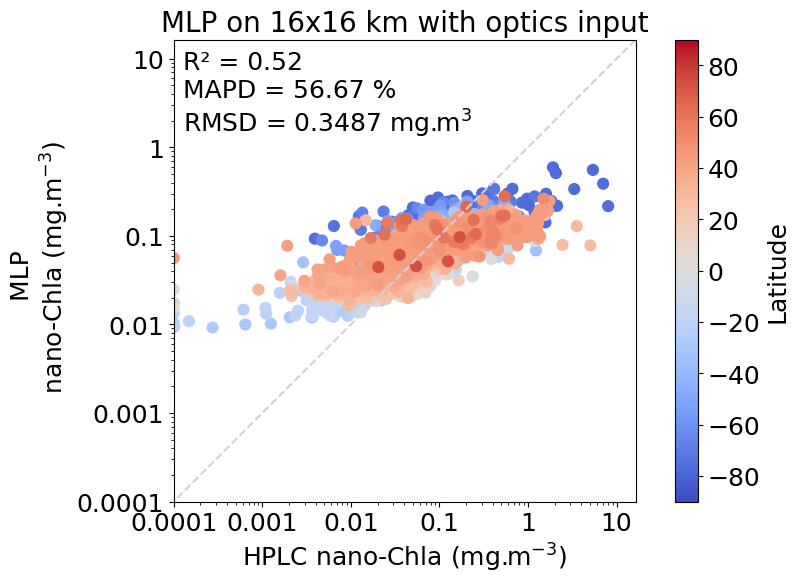 MLP on 16x16 km with optics input
R² = 0.52
MAPD = 56.67 %
RMSD = 0.3487 mg.m³
MLP
nano-Chla (mg.m⁻³)
10
1
0.1
0.01
0.001
0.0001
0.0001 0.001 0.01 0.1 1 10
HPLC nano-Chla (mg.m⁻³)
80
60
40
20
0
−20
−40
−60
−80
Latitude